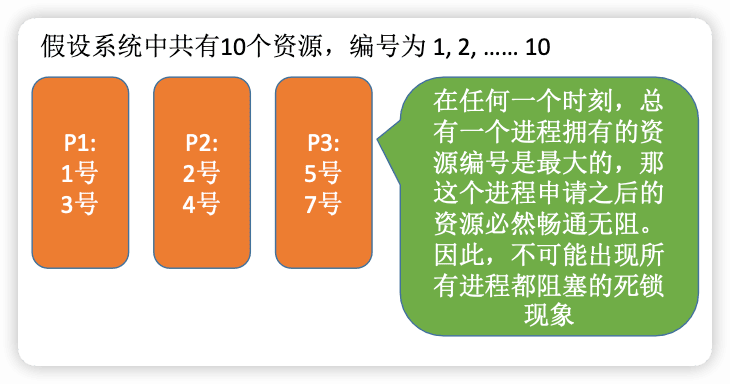 假设系统中共有10个资源，编号为 1, 2, …… 10
P1:
1号
3号
P2:
2号
4号
P3:
5号
7号
在任何一个时刻，总
有一个进程拥有的资
源编号是最大的，那
这个进程申请之后的
资源必然畅通无阻。
因此，不可能出现所
有进程都阻塞的死锁
现象